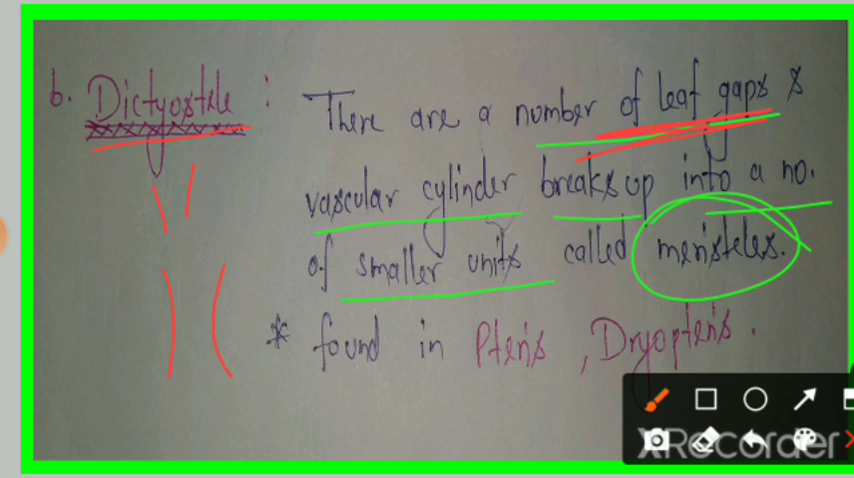 b. Dictyostele : There are a number of leaf gaps &
vascular cylinder breaks up into a no.
of smaller units called meristeles.
* found in Pteris, Dryopteris.
XRecorder